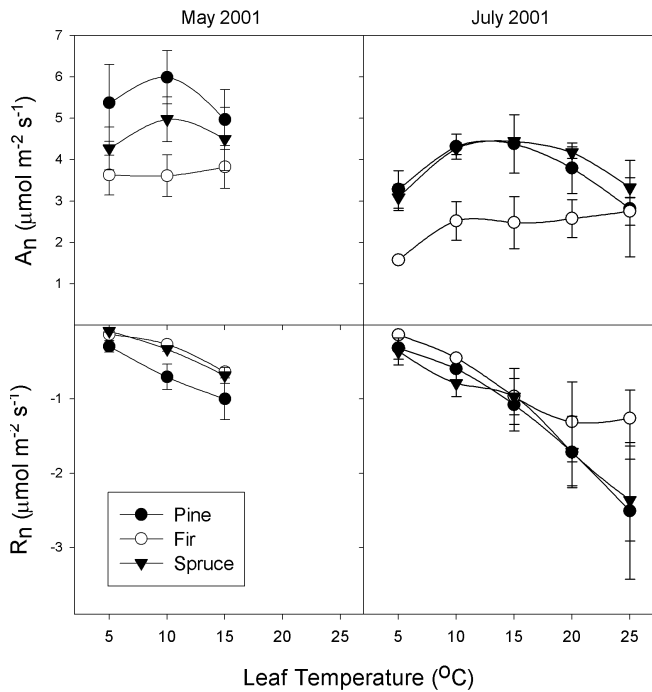 May 2001
July 2001
7
6
5
4
3
2
1
An (μmol m-2 s-1)
-1
-2
-3
Rn (μmol m-2 s-1)
Pine
Fir
Spruce
5 10 15 20 25
5 10 15 20 25
Leaf Temperature (OC)